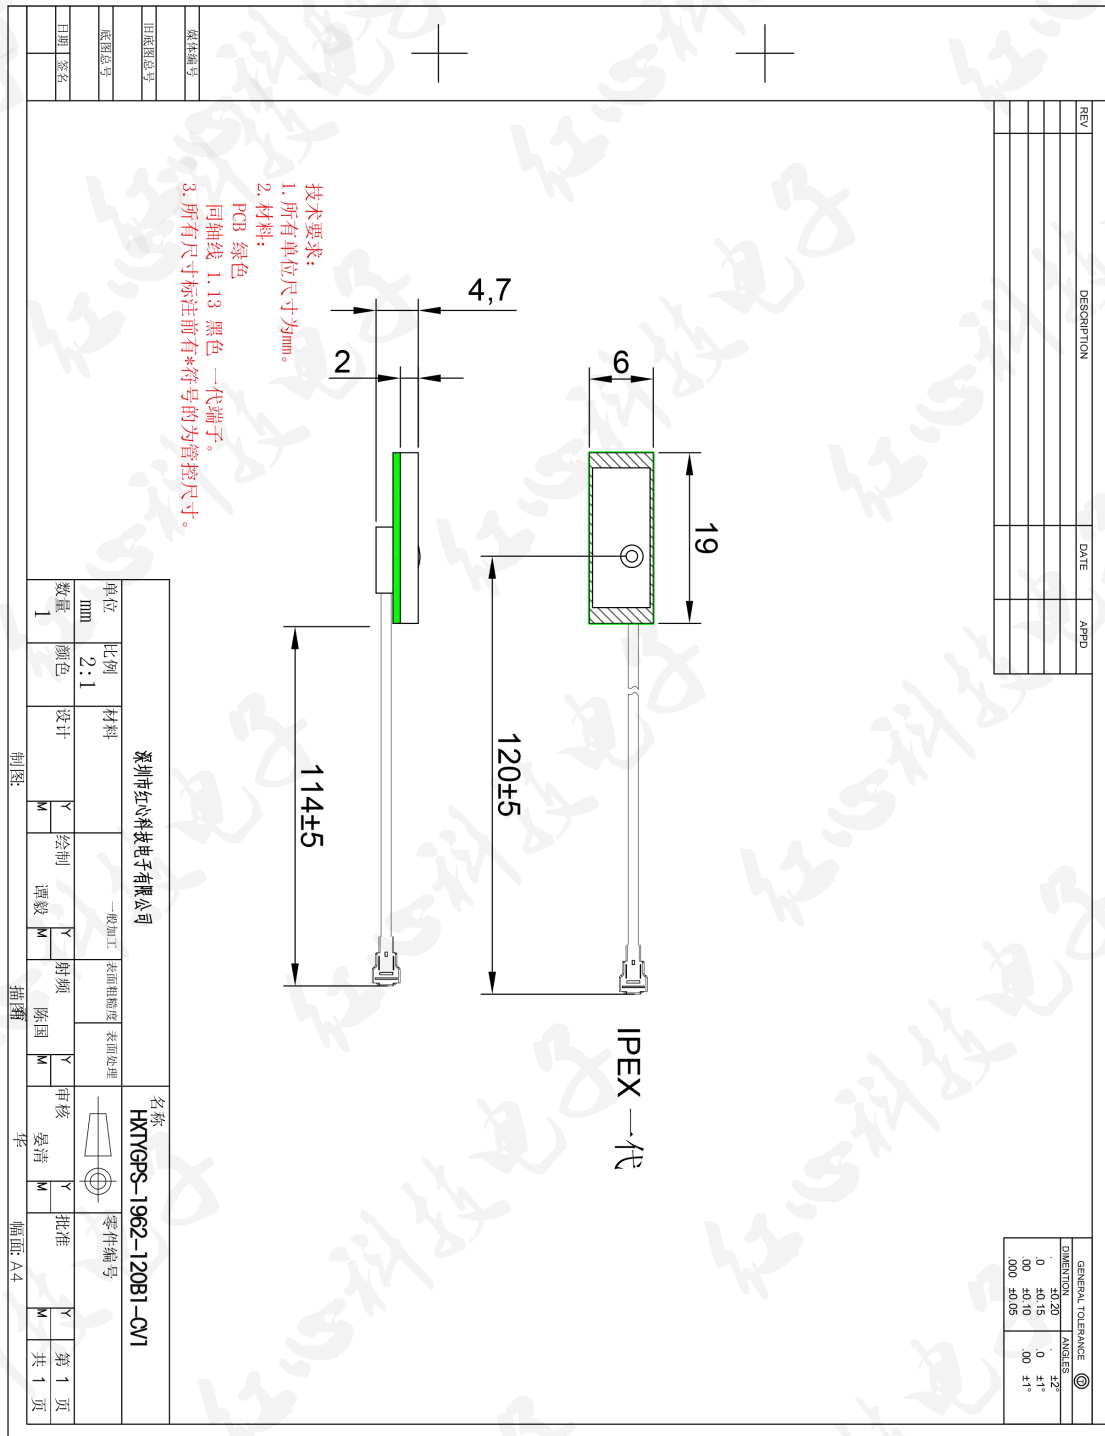 REV
DESCRIPTION
DATE
APPD
媒体编号
旧底图总号
底图总号
日期
签名
技术要求:
1. 所有单位尺寸为mm。
2. 材料:
PCB 绿色
同轴线 1.13 黑色 一代端子。
3. 所有尺寸标注前有*符号的为管控尺寸。
4,7
2
6
19
120±5
114±5
IPEX 一代
GENERAL TOLERANCE
DIMENTION
ANGLES
. ±0.20
.0 ±0.15
.00 ±0.10
.000 ±0.05
. ±2°
.0 ±1°
.00 ±1°
深圳市红心科技电子有限公司
名称
HXTYGPS-1962-120B1-CV1
单位
mm
比例
2:1
材料
一般加工
表面粗糙度
表面处理
零件编号
数量
1
颜色
设计
Y
M
绘制
谭毅
Y
M
射频
陈国
Y
M
审核
晏清
华
Y
M
批准
Y
M
第 1 页
共 1 页
制图:
幅面: A4
红心科技电子